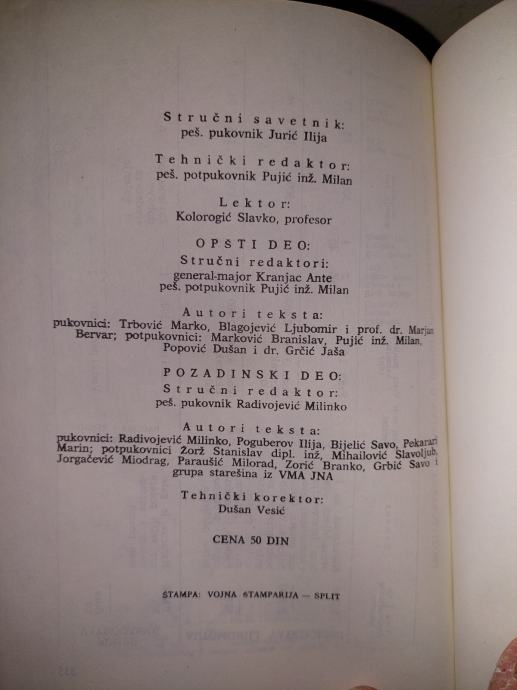 Stručni savetnik:
peš. pukovnik Jurić Ilija
Tehnički redaktor:
peš. potpukovnik Pujić inž. Milan
Lektor:
Kolorogić Slavko, profesor
OPŠTI DEO:
Stručni redaktori:
general-major Kranjac Ante
peš. potpukovnik Pujić inž. Milan
Autori teksta:
pukovnici: Trbović Marko, Blagojević Ljubomir i prof. dr. Marjan
Bervar; potpukovnici: Marković Branislav, Pujić inž. Milan,
Popović Dušan i dr. Grčić Jaša
POZADINSKI DEO:
Stručni redaktor:
peš. pukovnik Radivojević Milinko
Autori teksta:
pukovnici: Radivojević Milinko, Poguberov Ilija, Bijelić Savo, Pekarari
Marin; potpukovnici Žorž Stanislav dipl. inž, Mihailović Slavoljub,
Jorgačević Miodrag, Paraušić Milorad, Zorić Branko, Grbić Savo i
grupa starešina iz VMA JNA
Tehnički korektor:
Dušan Vesić
CENA 50 DIN
ŠTAMPA: VOJNA ŠTAMPARIJA — SPLIT